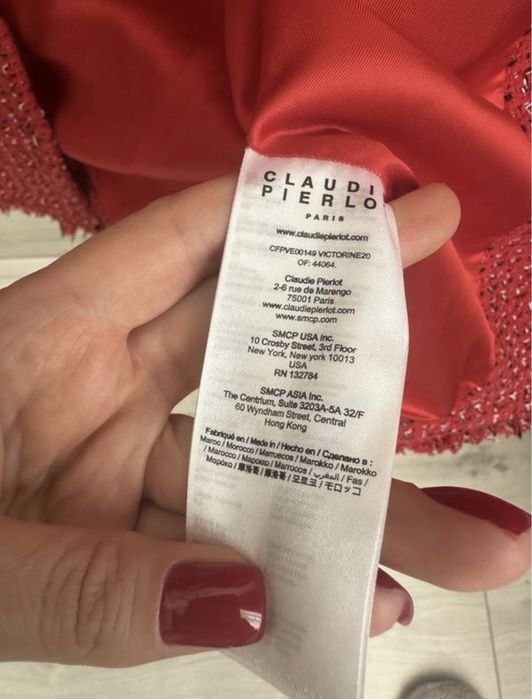 CLAUDI
PIERLO
PARIS
www.claudiepierlot.com
CFPVE00149 VICTORINE20
OF: 44064.
Claudie Pierlot
2-6 rue de Marengo
75001 Paris
www.claudiepierlot.com
www.smcp.com
SMCP USA Inc.
10 Crosby Street, 3rd Floor
New York, New york 10013
USA
RN 132784
SMCP ASIA Inc.
The Centrium, Suite 3203A-5A 32/F
60 Wyndham Street, Central
Hong Kong
Fabriqué en / Made in / Hecho en / Сделано в :
Maroc / Morocco / Marruecos / Marokko / Marokko
/ Marocco / Марокко / Marrocos / المغرب / Fas /
Μαρόκο / 摩洛哥 / 摩洛哥 / 모로코 / モロッコ